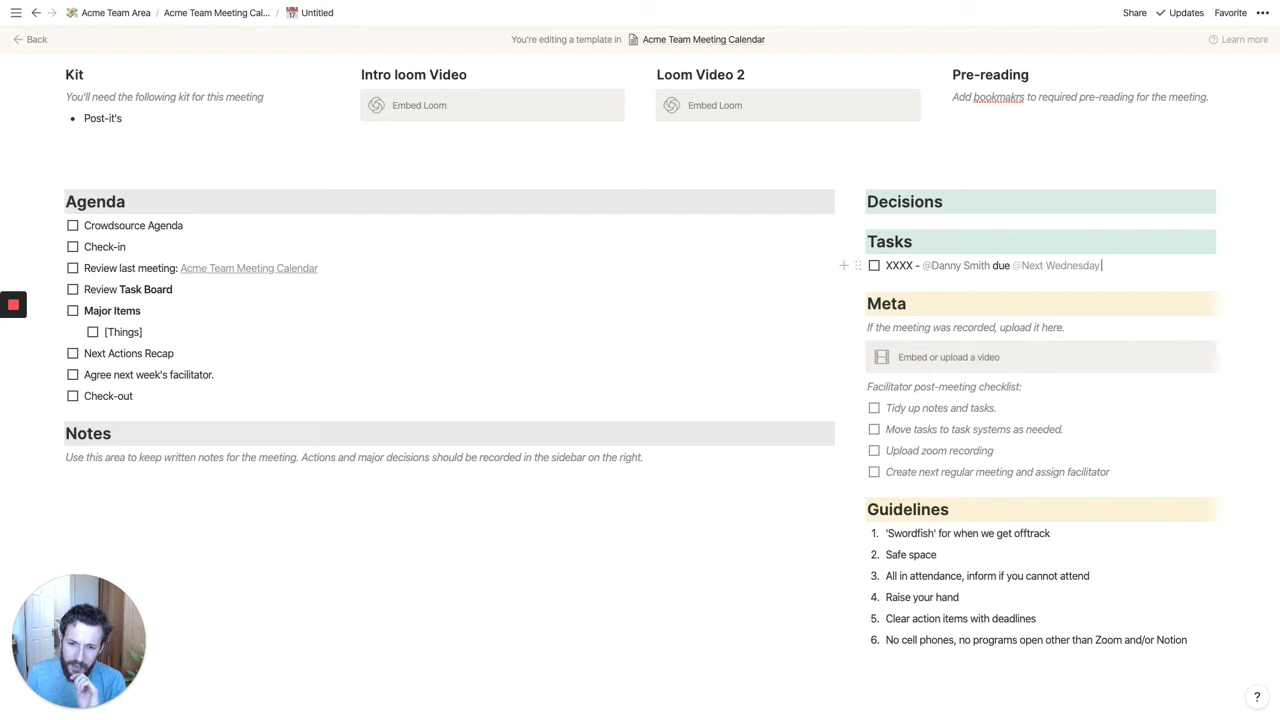 Acme Team Area / Acme Team Meeting Cal... / Untitled
Share Updates Favorite •••
Back
You're editing a template in Acme Team Meeting Calendar
Learn more
Kit
You'll need the following kit for this meeting
• Post-it's
Intro loom Video
Embed Loom
Loom Video 2
Embed Loom
Pre-reading
Add bookmakrs to required pre-reading for the meeting.
Agenda
Crowdsource Agenda
Check-in
Review last meeting: Acme Team Meeting Calendar
Review Task Board
Major Items
[Things]
Next Actions Recap
Agree next week's facilitator.
Check-out
Notes
Use this area to keep written notes for the meeting. Actions and major decisions should be recorded in the sidebar on the right.
Decisions
Tasks
XXXX - @Danny Smith due @Next Wednesday
Meta
If the meeting was recorded, upload it here.
Embed or upload a video
Facilitator post-meeting checklist:
Tidy up notes and tasks.
Move tasks to task systems as needed.
Upload zoom recording
Create next regular meeting and assign facilitator
Guidelines
1. 'Swordfish' for when we get offtrack
2. Safe space
3. All in attendance, inform if you cannot attend
4. Raise your hand
5. Clear action items with deadlines
6. No cell phones, no programs open other than Zoom and/or Notion
?